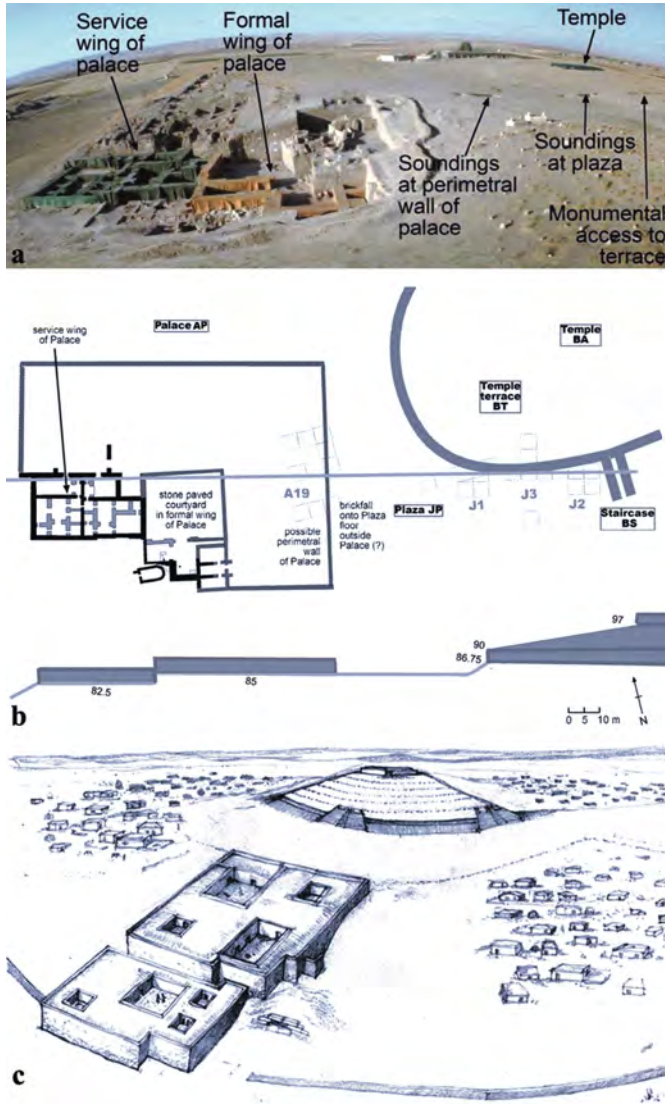 Service
wing of
palace
Formal
wing of
palace
Temple
Soundings
at perimetral
wall of
palace
Soundings
at plaza
Monumental
access to
terrace
a
service wing
of Palace
Palace AP
Temple
BA
Temple
terrace
BT
stone paved
courtyard
in formal wing
of Palace
A19
possible
perimetral
wall
of Palace
brickfall
onto Plaza
floor
outside
Palace (?)
Plaza JP
J1
J3
J2
Staircase
BS
82.5
85
90
86.75
97
0 5 10 m
N
b
c